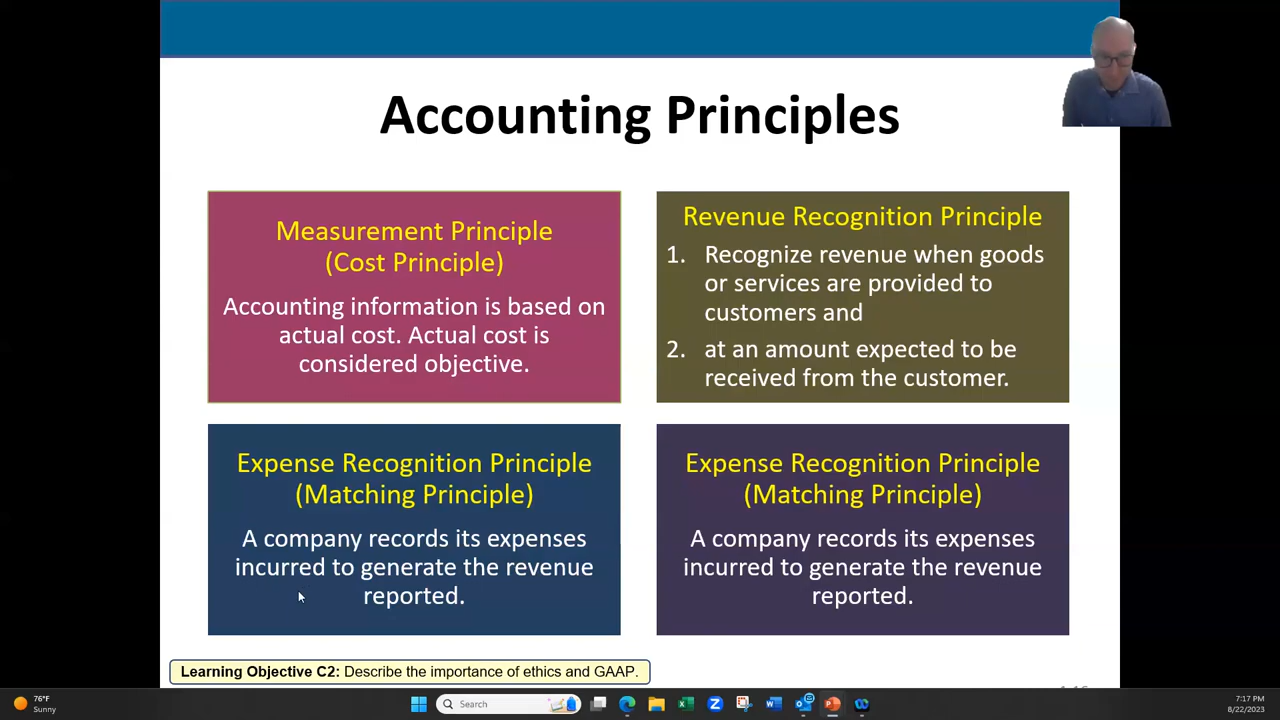 Accounting Principles
Measurement Principle
(Cost Principle)
Accounting information is based on
actual cost. Actual cost is
considered objective.
Revenue Recognition Principle
1. Recognize revenue when goods
or services are provided to
customers and
2. at an amount expected to be
received from the customer.
Expense Recognition Principle
(Matching Principle)
A company records its expenses
incurred to generate the revenue
reported.
Expense Recognition Principle
(Matching Principle)
A company records its expenses
incurred to generate the revenue
reported.
Learning Objective C2: Describe the importance of ethics and GAAP.
76°F
Sunny
Search
7:17 PM
8/22/2023